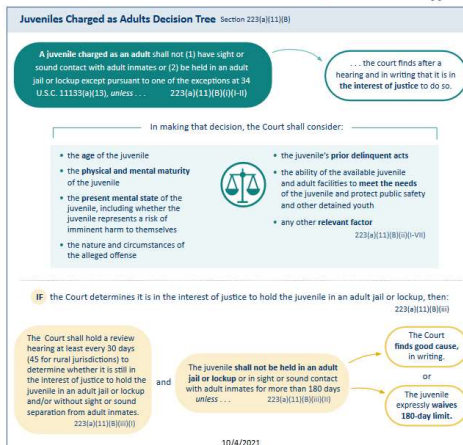 Juveniles Charged as Adults Decision Tree Section 223(a)(11)(B)
A juvenile charged as an adult shall not (1) have sight or
sound contact with adult inmates or (2) be held in an adult
jail or lockup except pursuant to one of the exceptions at 34
U.S.C. 11133(a)(13), unless . . . 223(a)(11)(B)(i)(I-II)
. . . the court finds after a
hearing and in writing that it is in
the interest of justice to do so.
In making that decision, the Court shall consider:
• the age of the juvenile
• the physical and mental maturity
of the juvenile
• the present mental state of the
juvenile, including whether the
juvenile represents a risk of
imminent harm to themselves
• the nature and circumstances of
the alleged offense
• the juvenile's prior delinquent acts
• the ability of the available juvenile
and adult facilities to meet the needs
of the juvenile and protect public safety
and other detained youth
• any other relevant factor
223(a)(11)(B)(ii)(I-VII)
IF the Court determines it is in the interest of justice to hold the juvenile in an adult jail or lockup, then:
223(a)(11)(B)(iii)
The Court shall hold a review
hearing at least every 30 days
(45 for rural jurisdictions) to
determine whether it is still in
the interest of justice to hold the
juvenile in an adult jail or lockup
and/or without sight or sound
separation from adult inmates.
223(a)(11)(B)(iii)(I)
and
The juvenile shall not be held in an adult
jail or lockup or in sight or sound contact
with adult inmates for more than 180 days
unless . . . 223(a)(11)(B)(iii)(II)
The Court
finds good cause,
in writing.
or
The juvenile
expressly waives
180-day limit.
10/4/2021